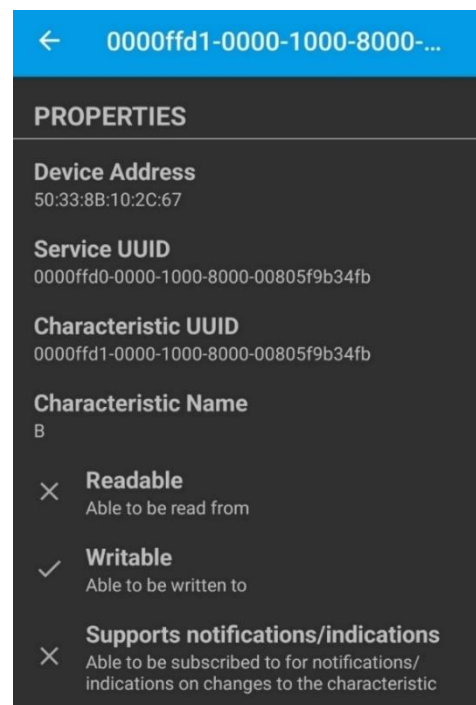 0000ffd1-0000-1000-8000-...
PROPERTIES
Device Address
50:33:8B:10:2C:67
Service UUID
0000ffd0-0000-1000-8000-00805f9b34fb
Characteristic UUID
0000ffd1-0000-1000-8000-00805f9b34fb
Characteristic Name
B
Readable
Able to be read from
Writable
Able to be written to
Supports notifications/indications
Able to be subscribed to for notifications/
indications on changes to the characteristic